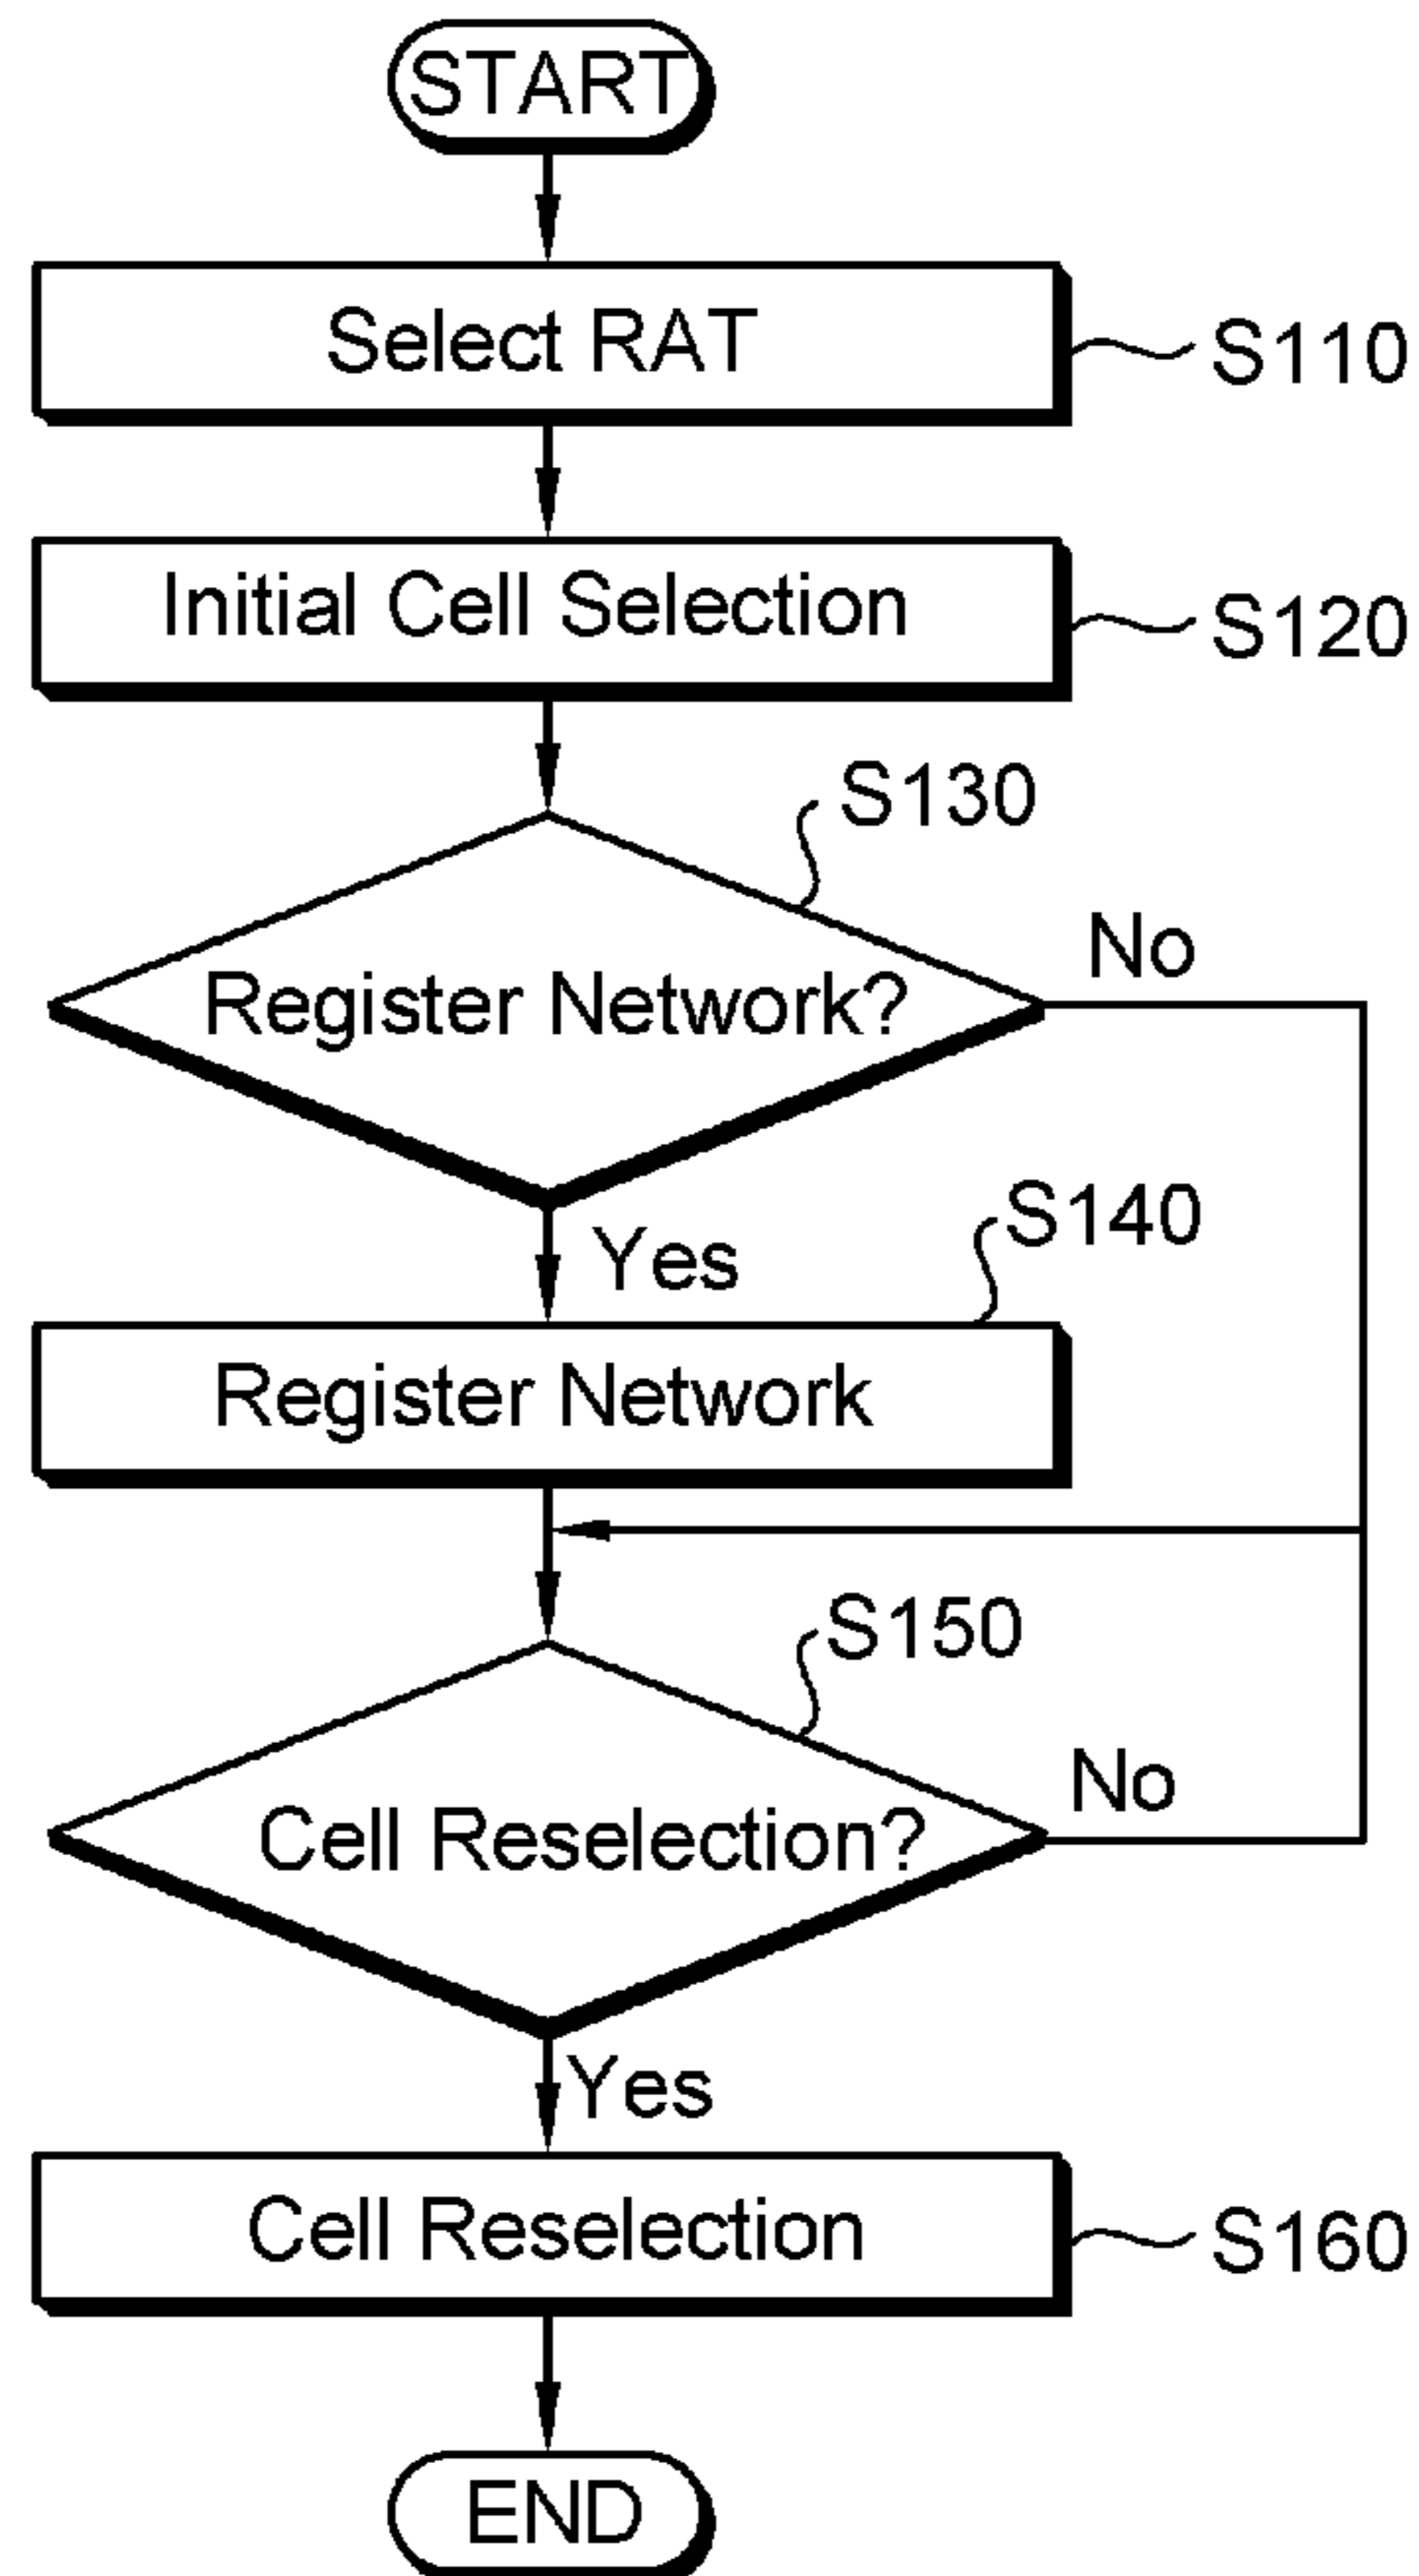 START
Select RAT
S110
Initial Cell Selection
S120
S130
No
Register Network?
Yes
S140
Register Network
S150
No
Cell Reselection?
Yes
Cell Reselection
S160
END